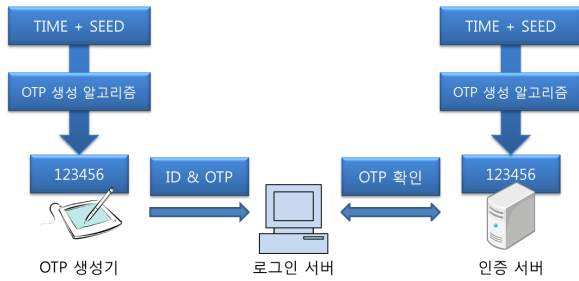 TIME + SEED
TIME + SEED
OTP 생성 알고리즘
OTP 생성 알고리즘
123456
ID & OTP
OTP 확인
123456
OTP 생성기
로그인 서버
인증 서버